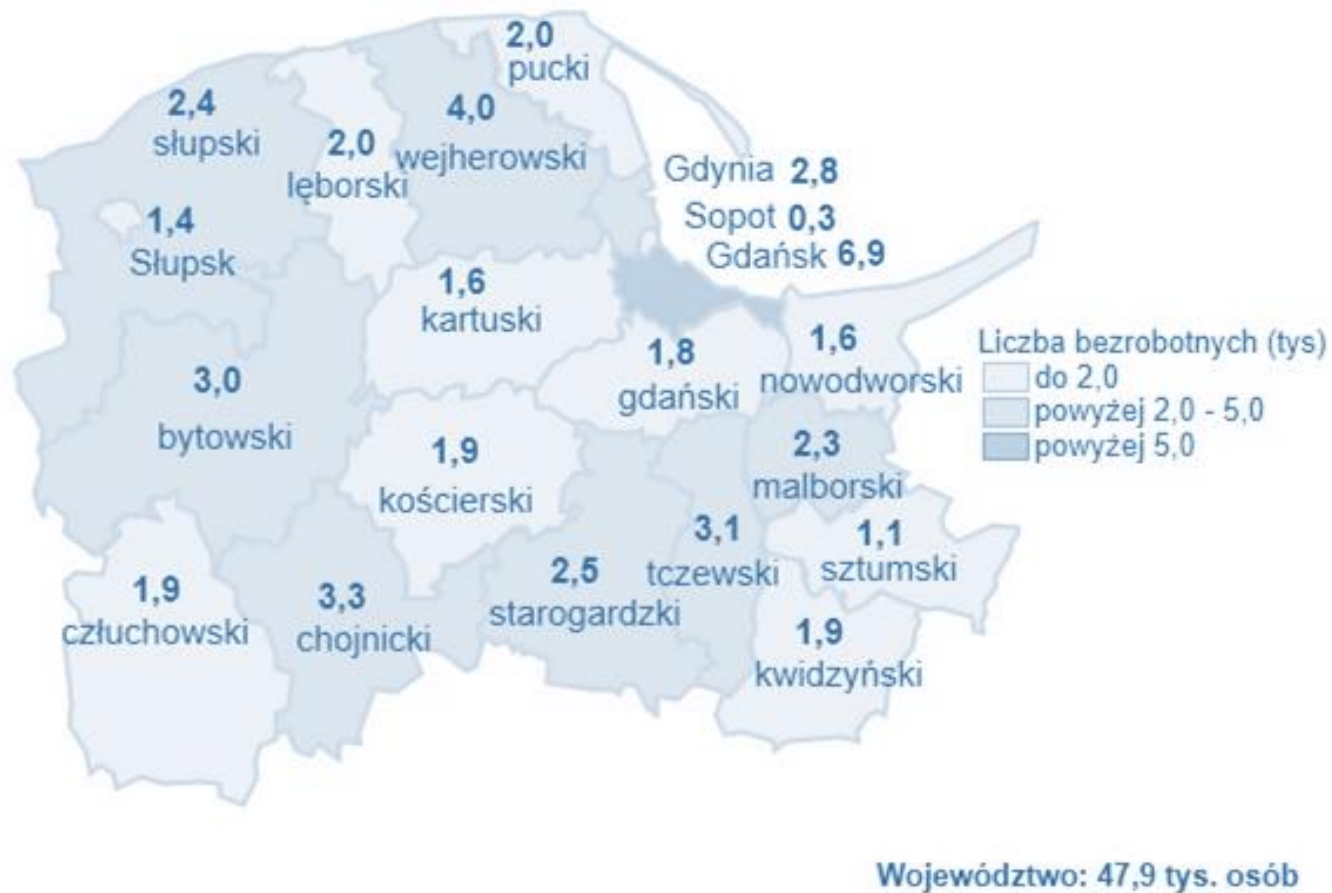 2,0
pucki
2,4
słupski
4,0
wejherowski
2,0
lęborski
Gdynia 2,8
Sopot 0,3
Gdańsk 6,9
1,4
Słupsk
1,6
kartuski
1,8
gdański
1,6
nowodworski
Liczba bezrobotnych (tys)
do 2,0
powyżej 2,0 - 5,0
powyżej 5,0
3,0
bytowski
1,9
kościerski
2,3
malborski
3,1
tczewski
1,1
sztumski
1,9
człuchowski
3,3
chojnicki
2,5
starogardzki
1,9
kwidzyński
Województwo: 47,9 tys. osób